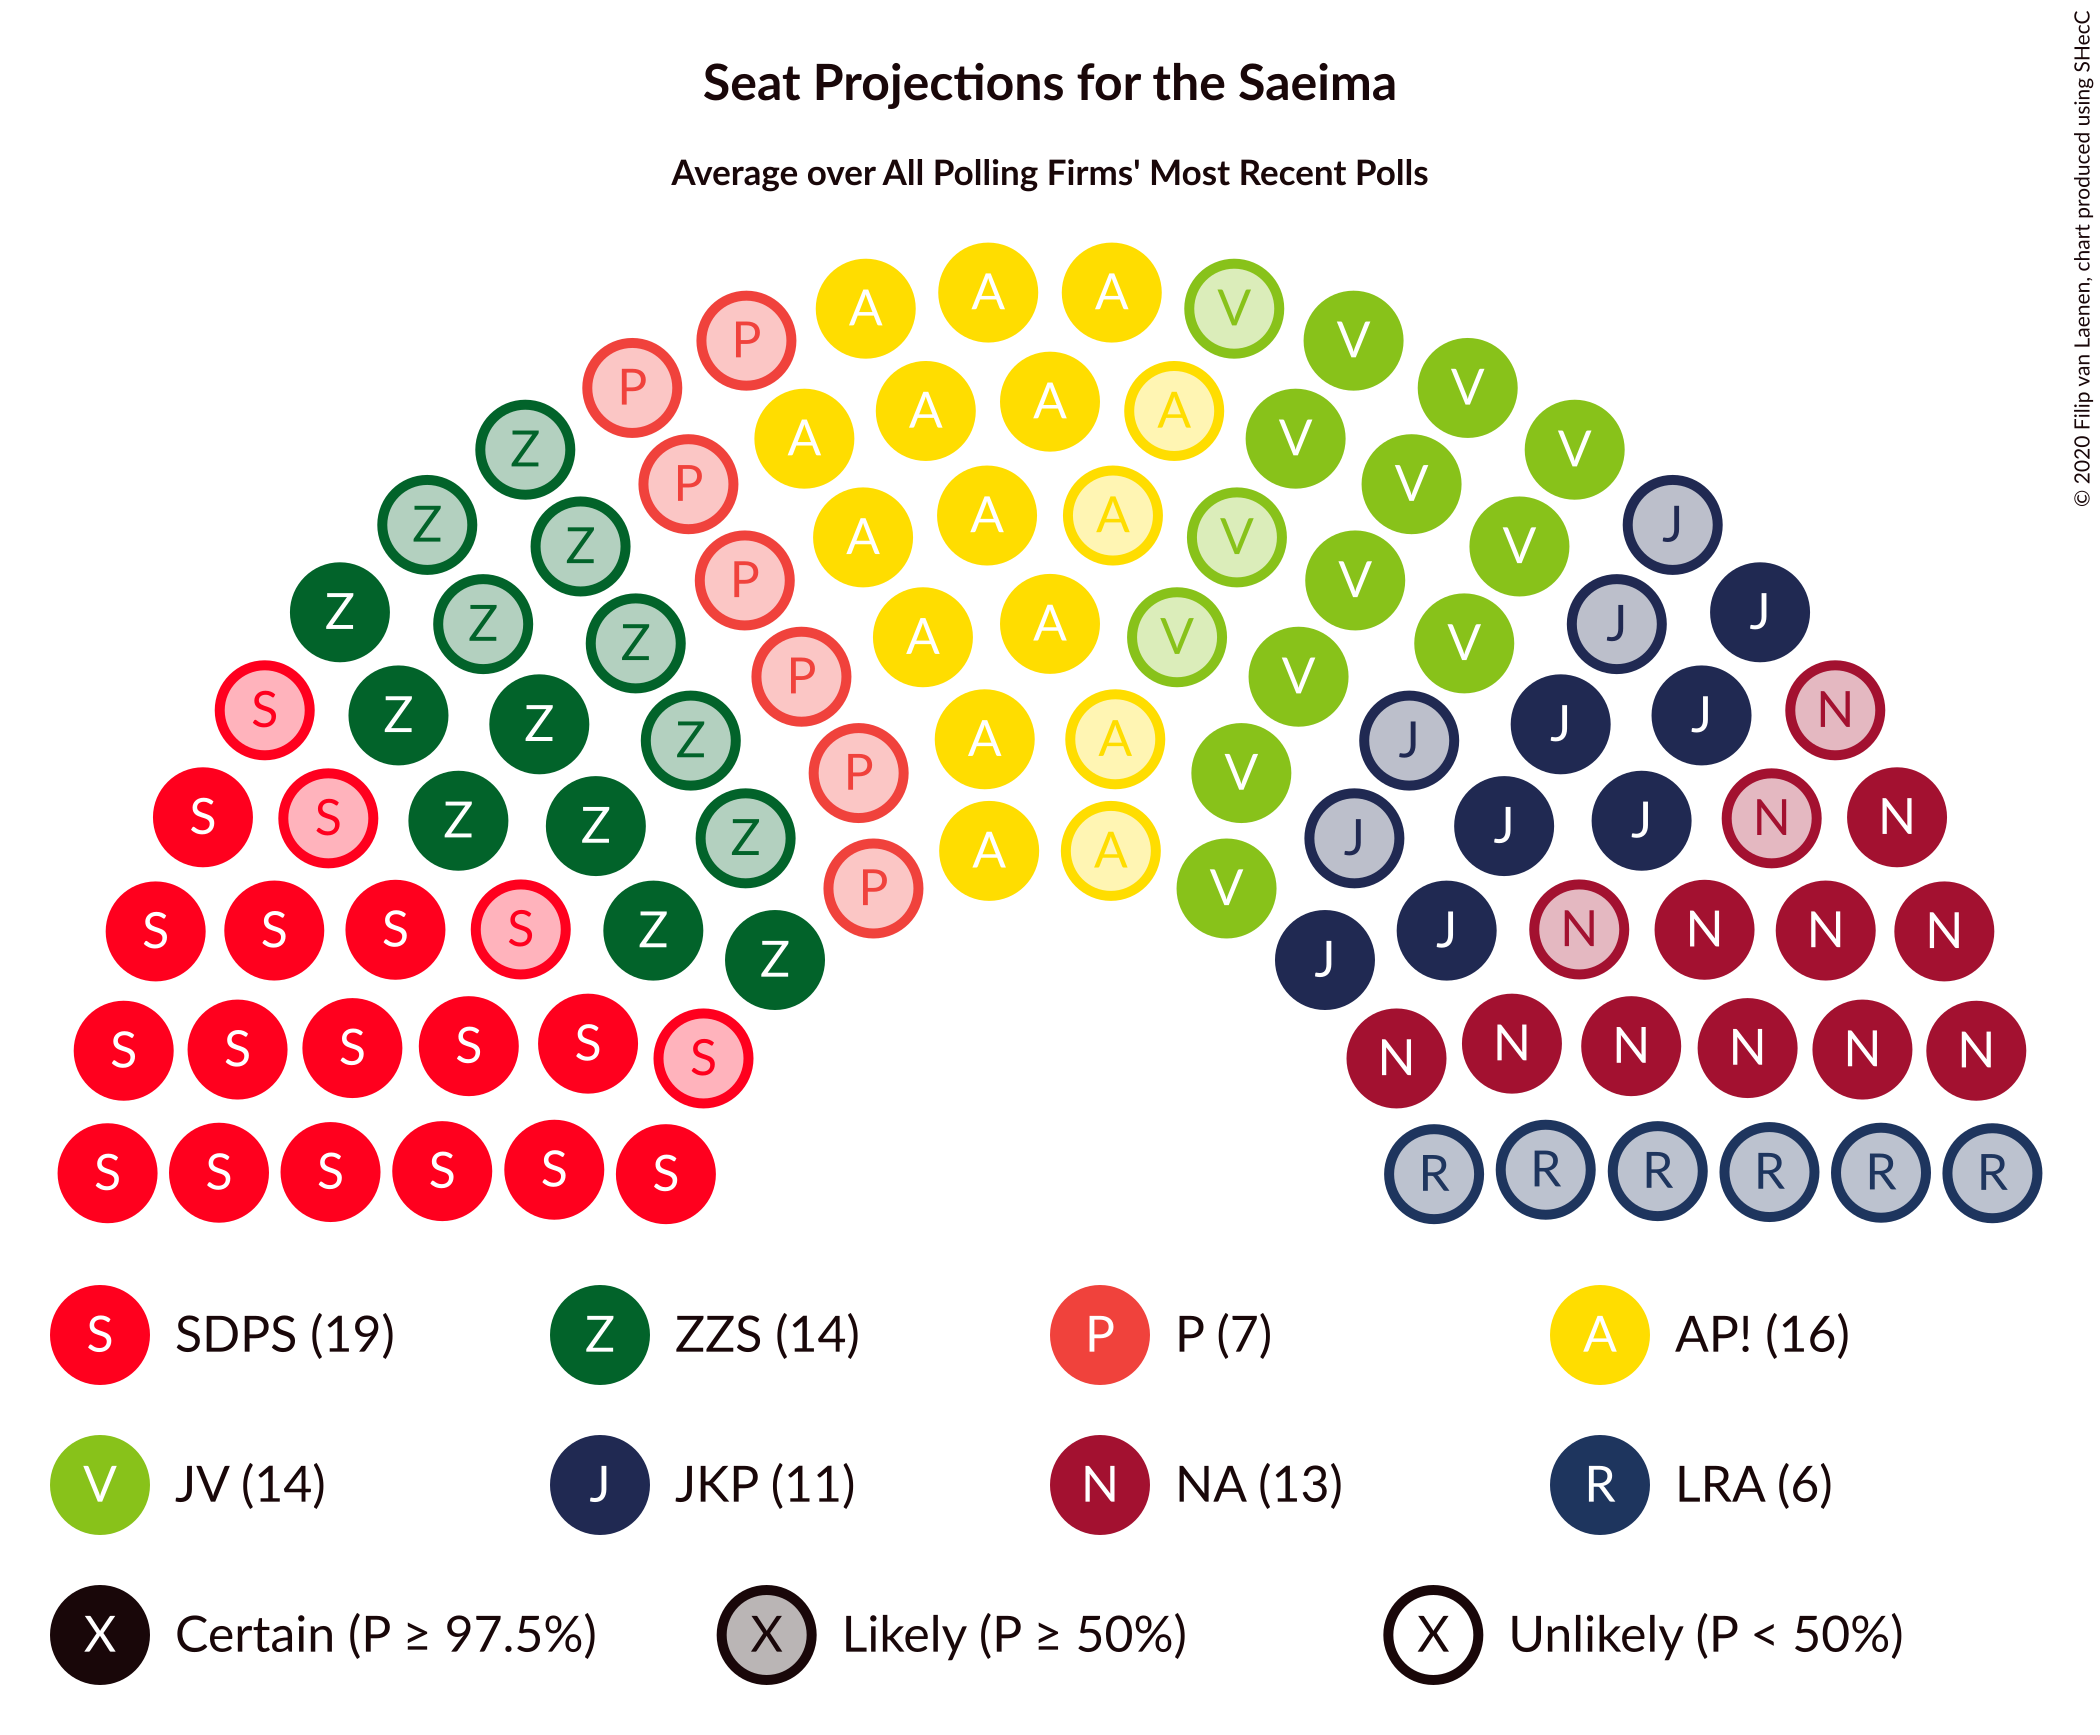 Seat Projections for the Saeima
Average over All Polling Firms' Most Recent Polls
© 2020 Filip van Laenen, chart produced using SHecC
A A
A V
P V
A A
P V
A A
Z V
P V
A A
Z J
Z V
P V
A V
Z J
Z J
P V
A A
Z V
Z J
P V
S N
Z J
Z J
A A
Z J
P V
S N
S N
Z J
Z J
Z J
A A
P V
S N
S N
S N
S N
Z J
Z J
S N
S N
S N
S N
S N
S N
S S S S S S R R R R R R
S SDPS (19) Z ZZS (14) P P (7) A AP! (16)
V JV (14) J JKP (11) N NA (13) R LRA (6)
X Certain (P ≥ 97.5%) X Likely (P ≥ 50%) X Unlikely (P < 50%)